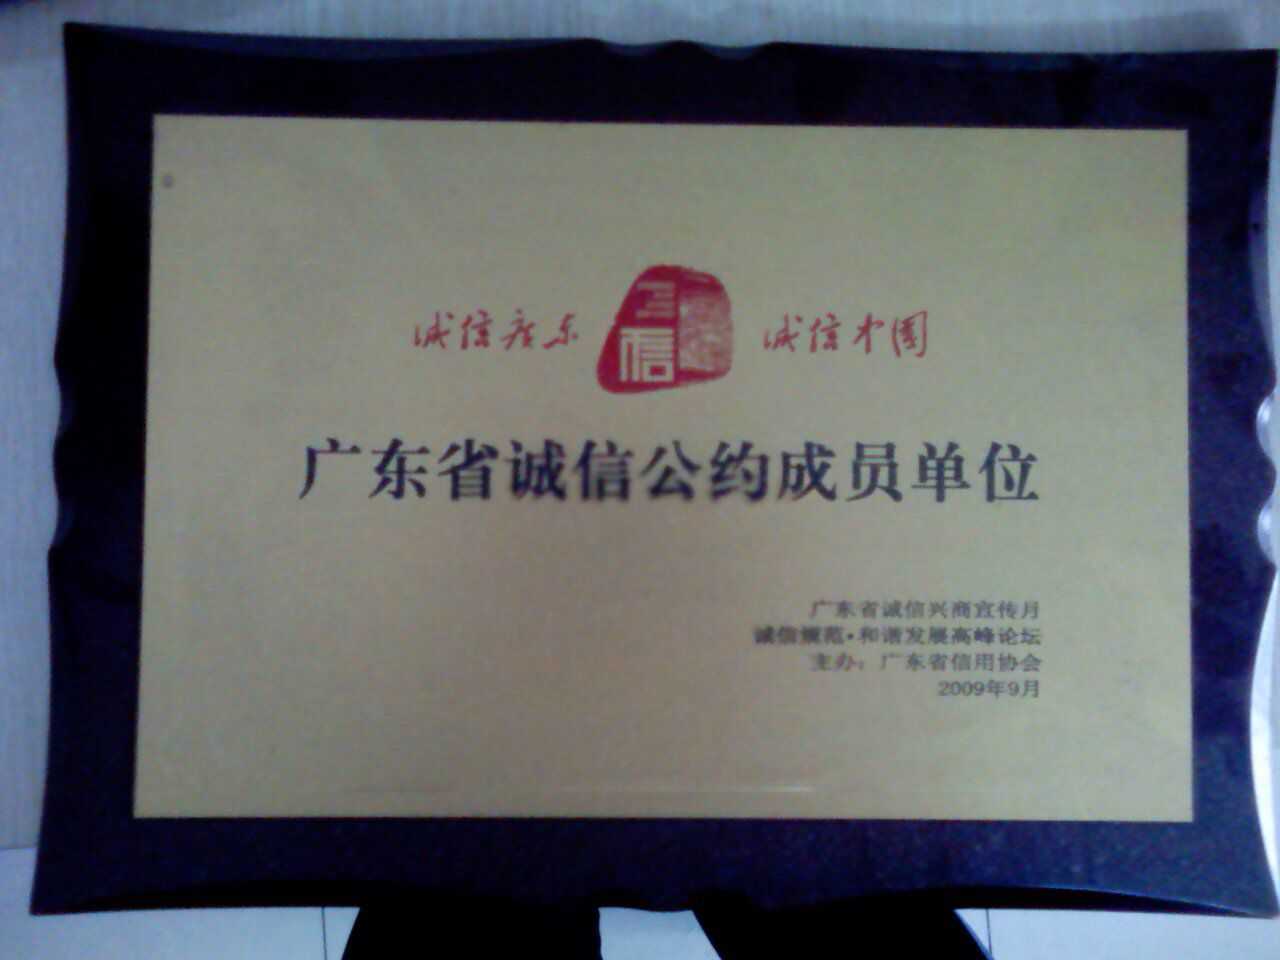 诚信广东 三信 诚信中国
广东省诚信公约成员单位
广东省诚信兴商宣传月
诚信规范·和谐发展高峰论坛
主办：广东省信用协会
2009年9月